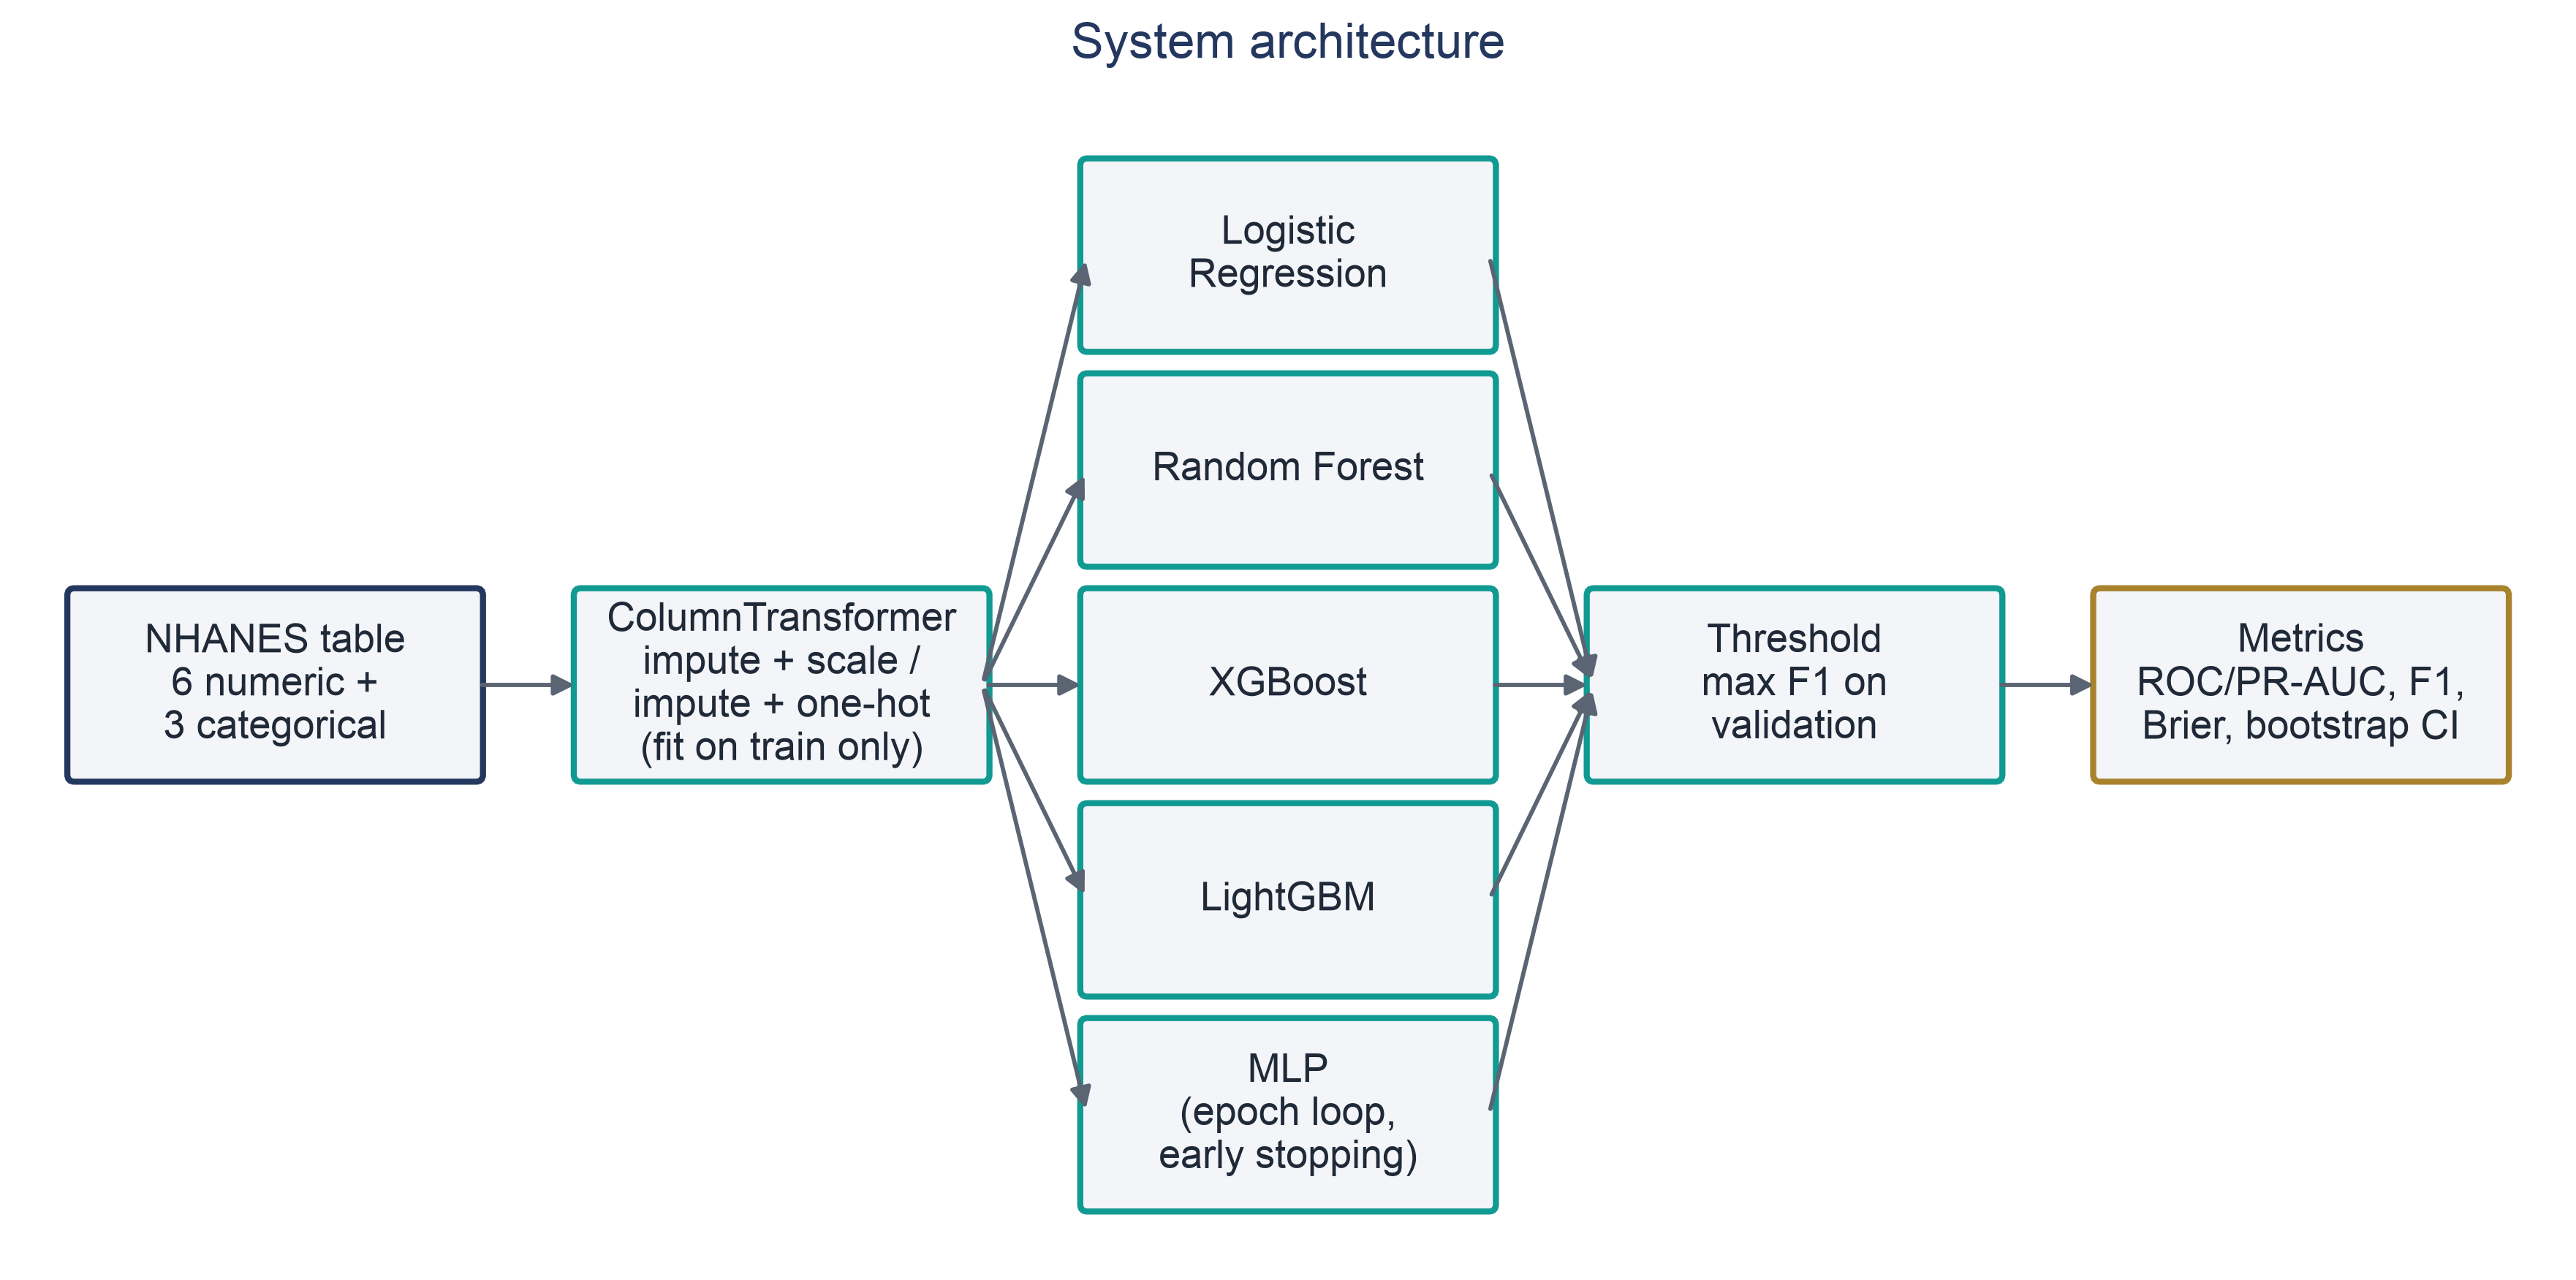 System architecture
NHANES table
6 numeric +
3 categorical
ColumnTransformer
impute + scale /
impute + one-hot
(fit on train only)
Logistic
Regression
Random Forest
XGBoost
LightGBM
MLP
(epoch loop,
early stopping)
Threshold
max F1 on
validation
Metrics
ROC/PR-AUC, F1,
Brier, bootstrap CI